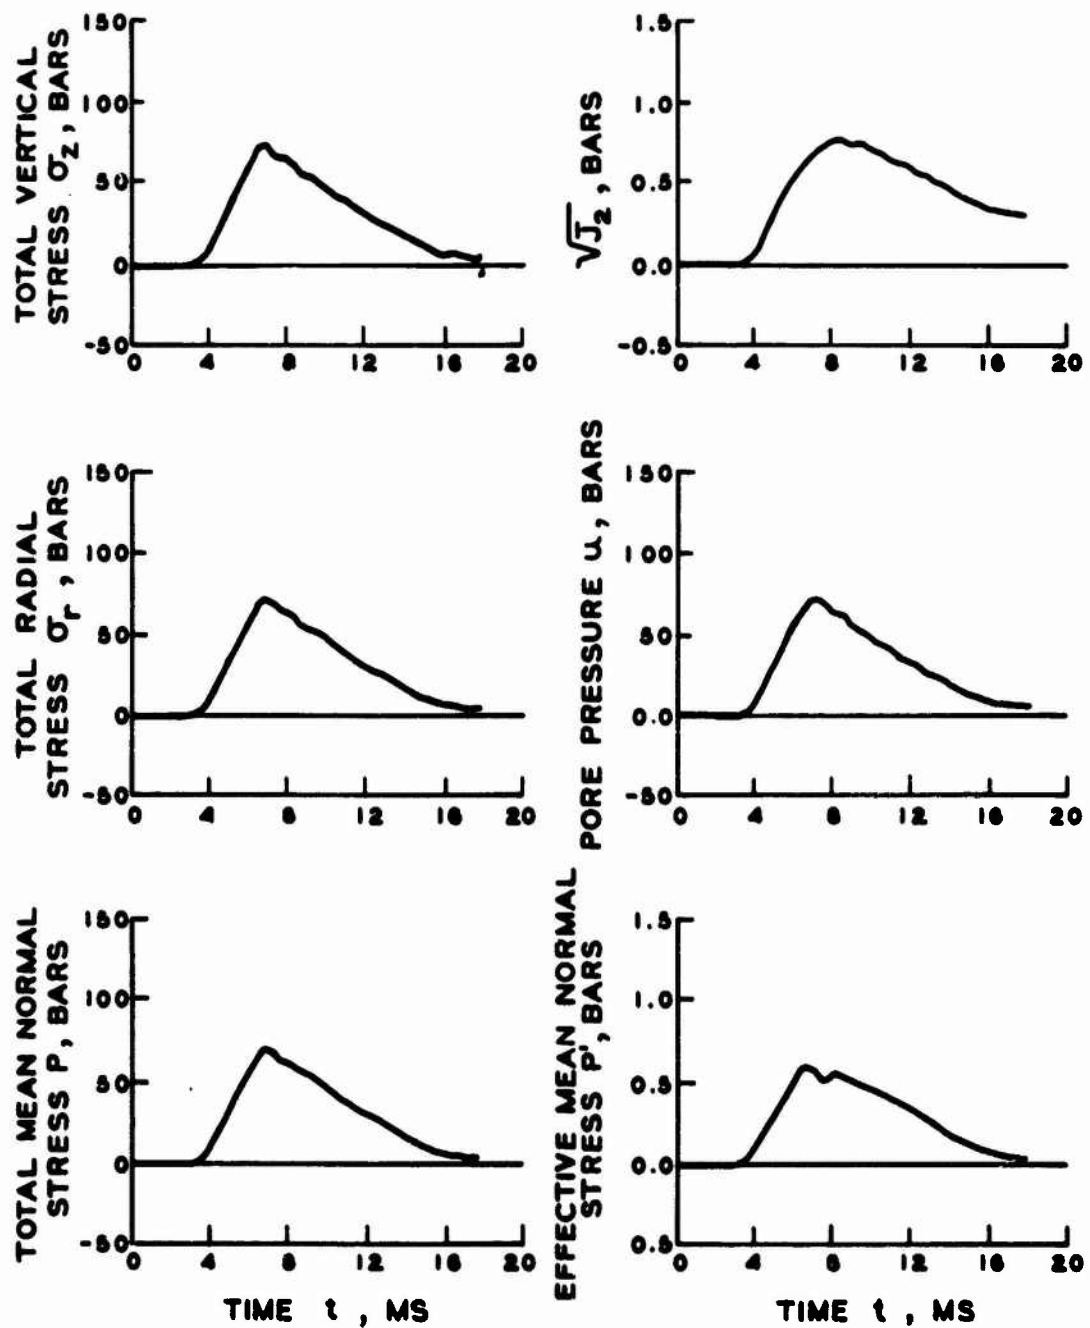 TOTAL VERTICAL
STRESS σz, BARS
150
100
50
0
-50
0 4 8 12 16 20
√J2, BARS
1.5
1.0
0.5
0.0
-0.5
0 4 8 12 16 20
TOTAL RADIAL
STRESS σr, BARS
150
100
50
0
-50
0 4 8 12 16 20
PORE PRESSURE u, BARS
150
100
50
0.0
-50
0 4 8 12 16 20
TOTAL MEAN NORMAL
STRESS P, BARS
150
100
50
0
-50
0 4 8 12 16 20
TIME t, MS
EFFECTIVE MEAN NORMAL
STRESS P', BARS
1.5
1.0
0.5
0.0
0.5
0 4 8 12 16 20
TIME t, MS